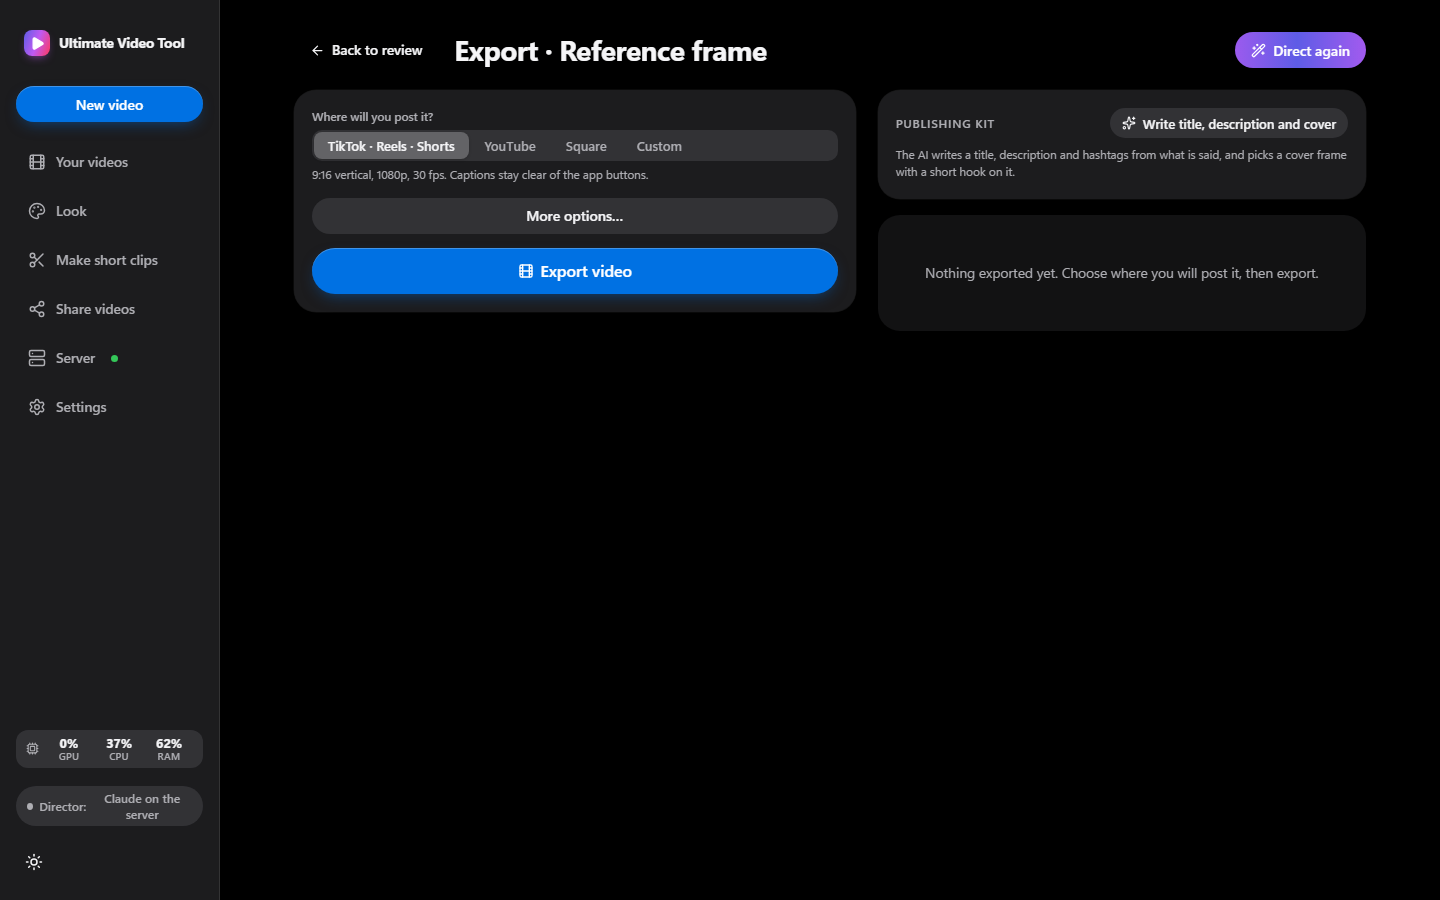 Ultimate Video Tool
New video
Your videos
Look
Make short clips
Share videos
Server
Settings
0% 37% 62%
GPU CPU RAM
Director: Claude on the
server
Back to review
Export · Reference frame
Direct again
Where will you post it?
TikTok · Reels · Shorts YouTube Square Custom
9:16 vertical, 1080p, 30 fps. Captions stay clear of the app buttons.
More options...
Export video
PUBLISHING KIT
Write title, description and cover
The AI writes a title, description and hashtags from what is said, and picks a cover frame
with a short hook on it.
Nothing exported yet. Choose where you will post it, then export.